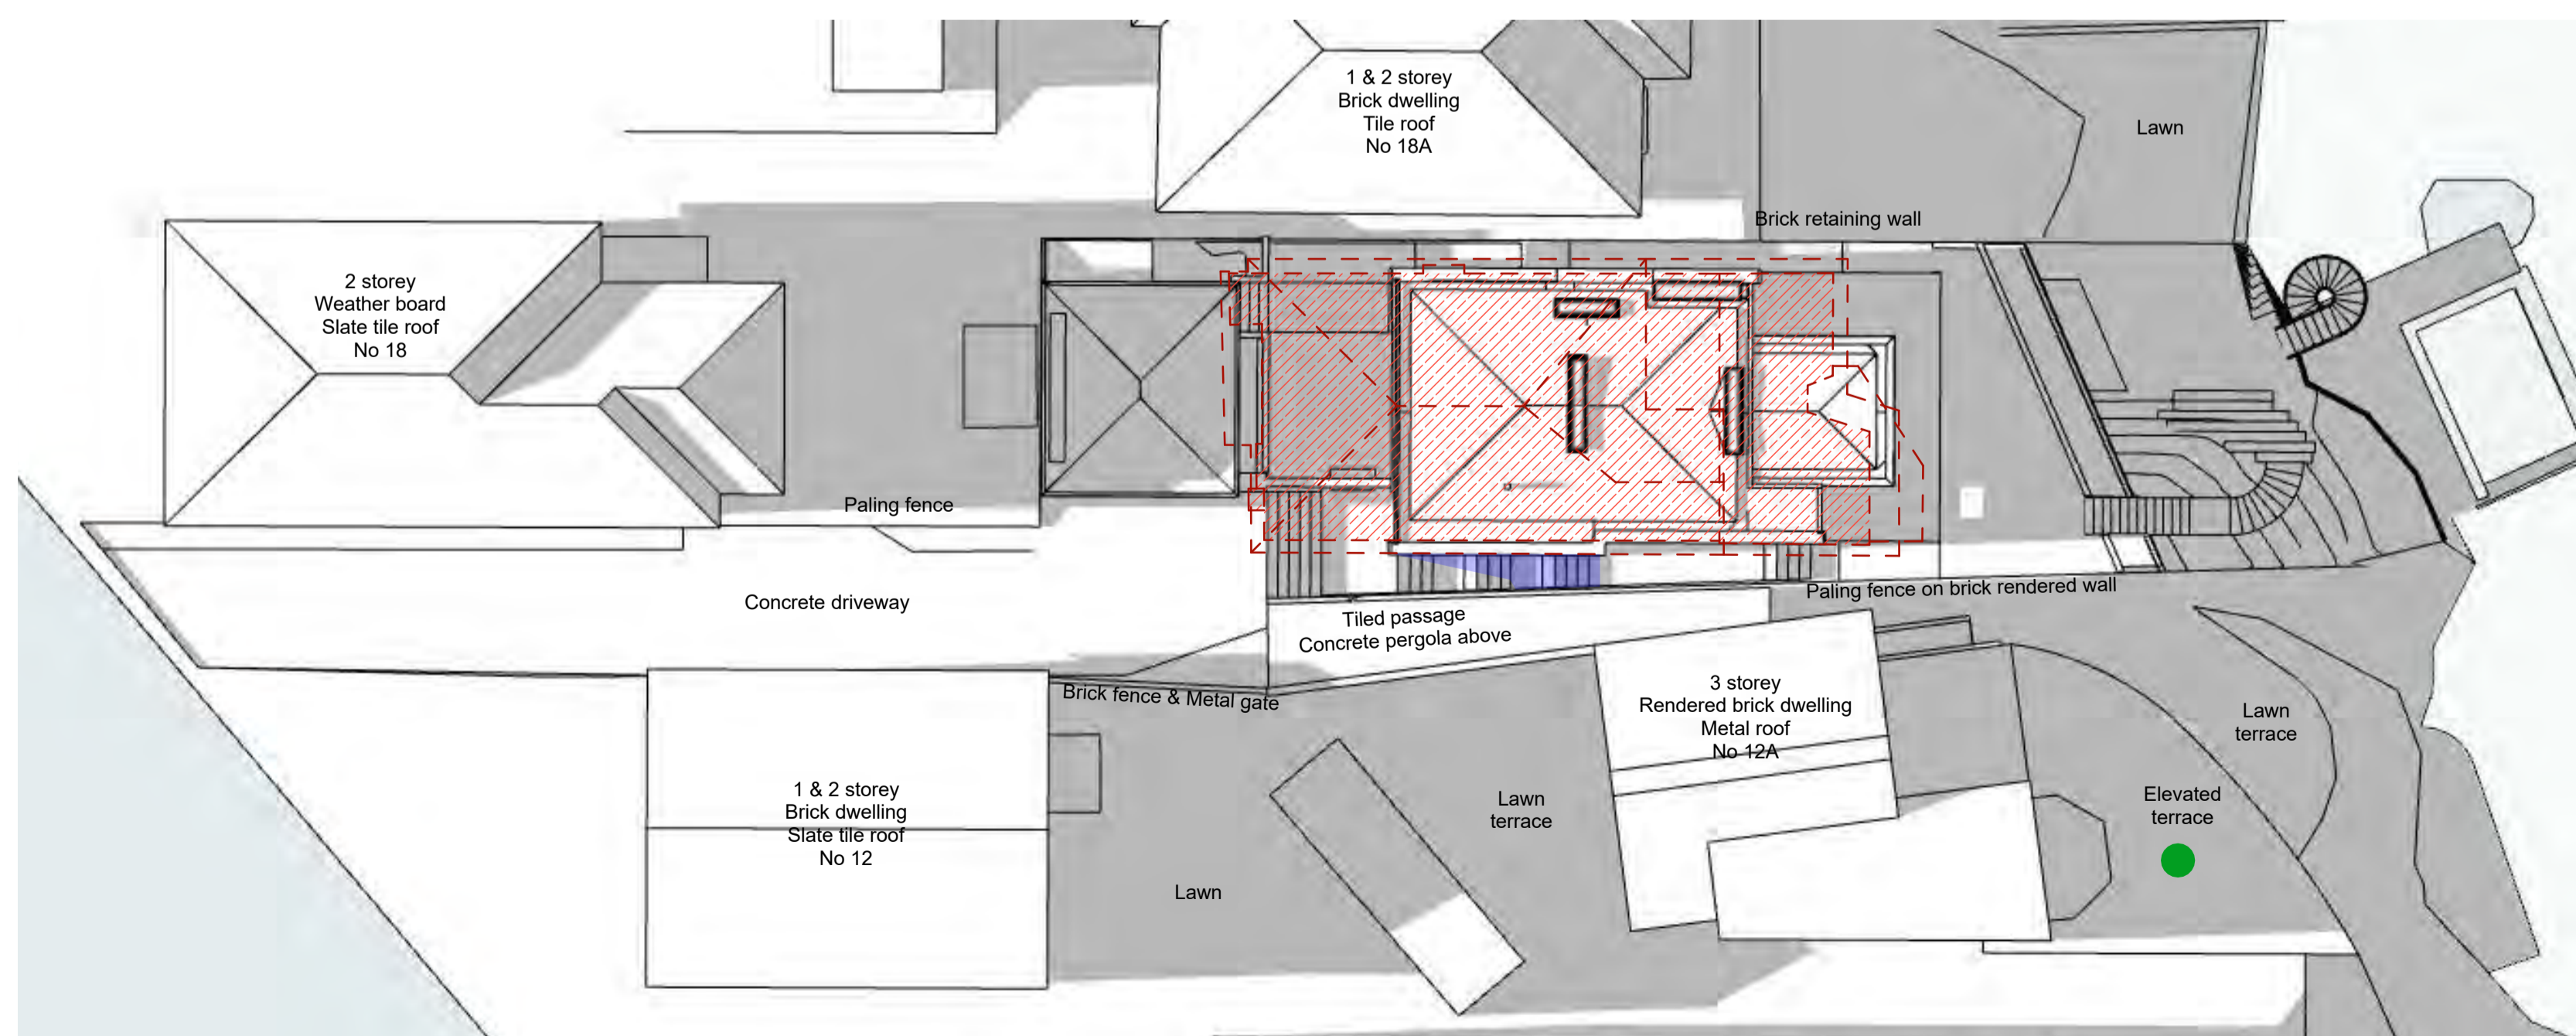 1 & 2 storey
Brick dwelling
Tile roof
No 18A
Lawn
Brick retaining wall
2 storey
Weather board
Slate tile roof
No 18
Paling fence
Concrete driveway
Tiled passage
Concrete pergola above
Paling fence on brick rendered wall
Brick fence & Metal gate
3 storey
Rendered brick dwelling
Metal roof
No 12A
Lawn
terrace
1 & 2 storey
Brick dwelling
Slate tile roof
No 12
Lawn
terrace
Elevated
terrace
Lawn